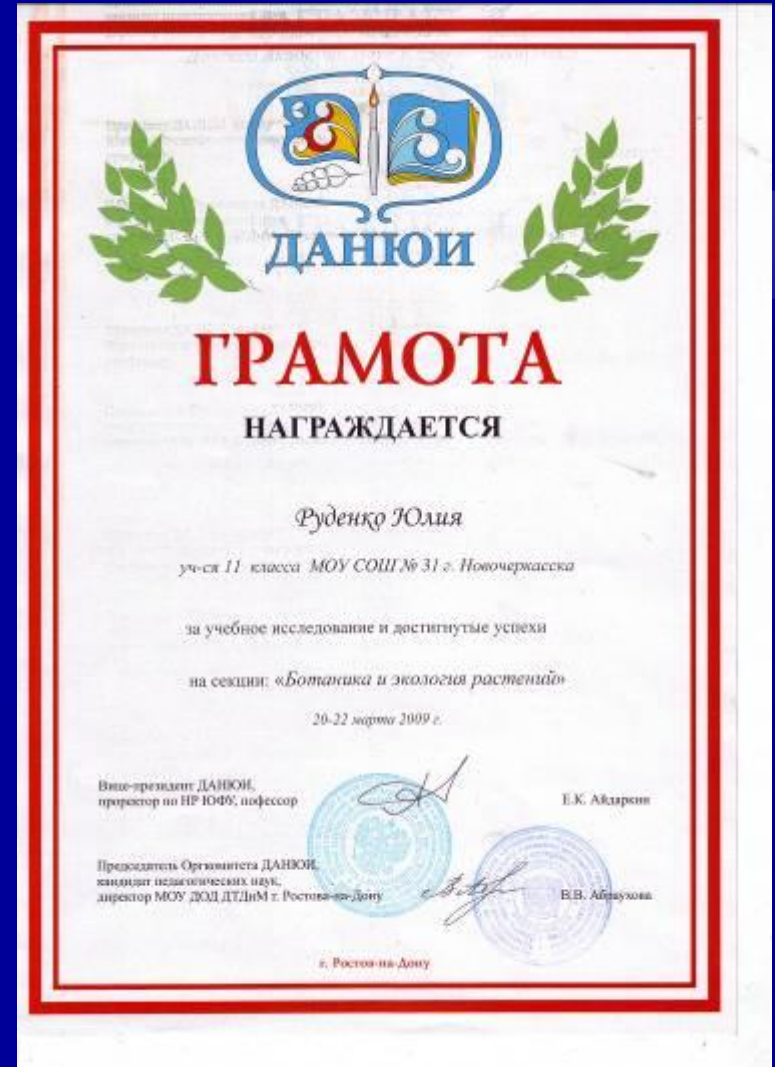 ДАНЮИ
ГРАМОТА
НАГРАЖДАЕТСЯ
Руденко Юлия
уч-ся 11 класса МОУ СОШ № 31 г. Новочеркасска
за учебное исследование и достигнутые успехи
на секции: «Ботаника и экология растений»
20-22 марта 2009 г.
Вице-президент ДАНЮИ,
проректор по НР ЮФУ, пофессор
Е.К. Айдаркин
Председатель Оргкомитета ДАНЮИ,
кандидат педагогических наук,
директор МОУ ДОД ДТДиМ г. Ростова-на-Дону
В.В. Абраухова
г. Ростов-на-Дону